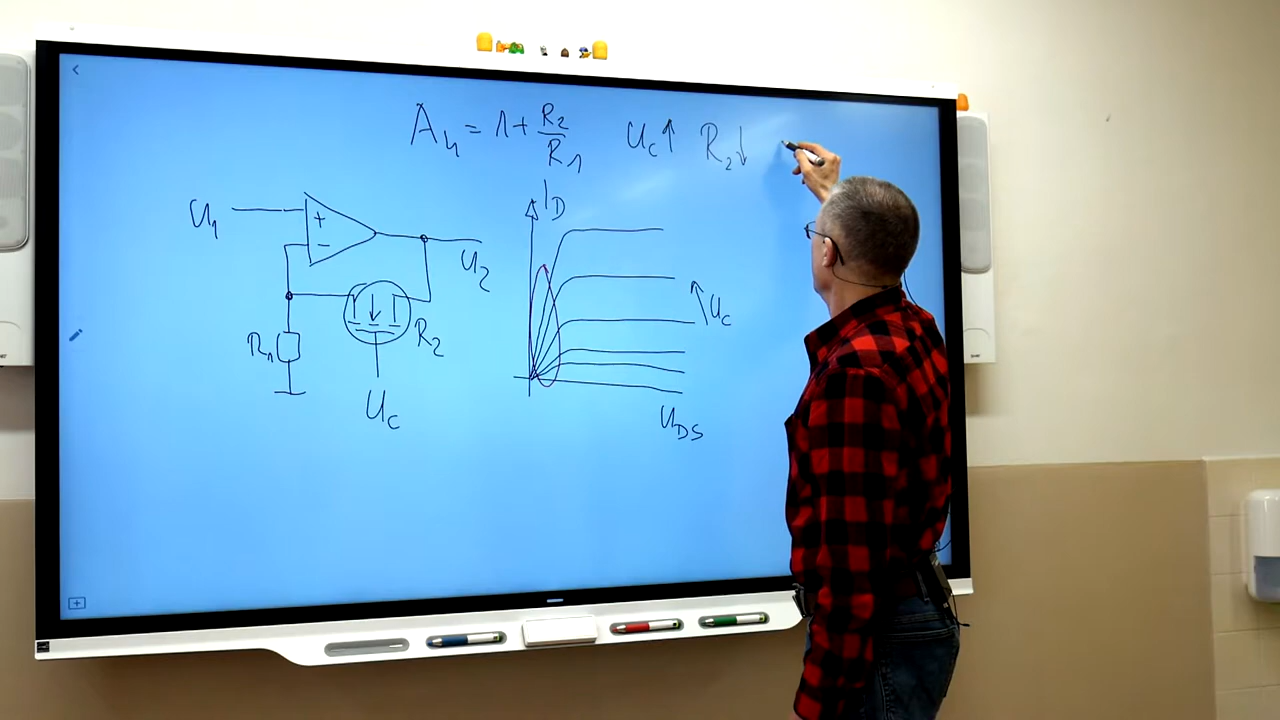 A_u = 1 + R_2/R_1   U_C↑ R_2↓
I_D
U_1
+
−
U_2
U_C
R_1
R_2
U_C
U_DS